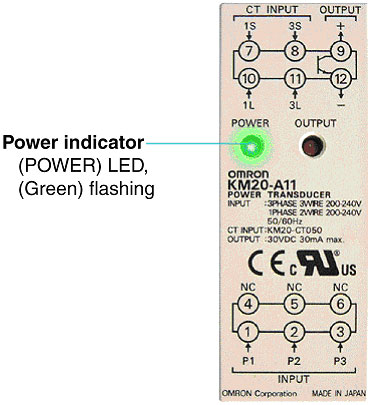 CT INPUT OUTPUT
1S 3S +
7 8 9
10 11 12
1L 3L −
POWER OUTPUT
Power indicator
(POWER) LED,
(Green) flashing
OMRON
KM20-A11
POWER TRANSDUCER
INPUT :3PHASE 3WIRE 200-240V
1PHASE 2WIRE 200-240V
50/60Hz
CT INPUT:KM20-CT050
OUTPUT :30VDC 30mA max.
CE c UR US
NC NC NC
4 5 6
1 2 3
P1 P2 P3
INPUT
OMRON Corporation MADE IN JAPAN